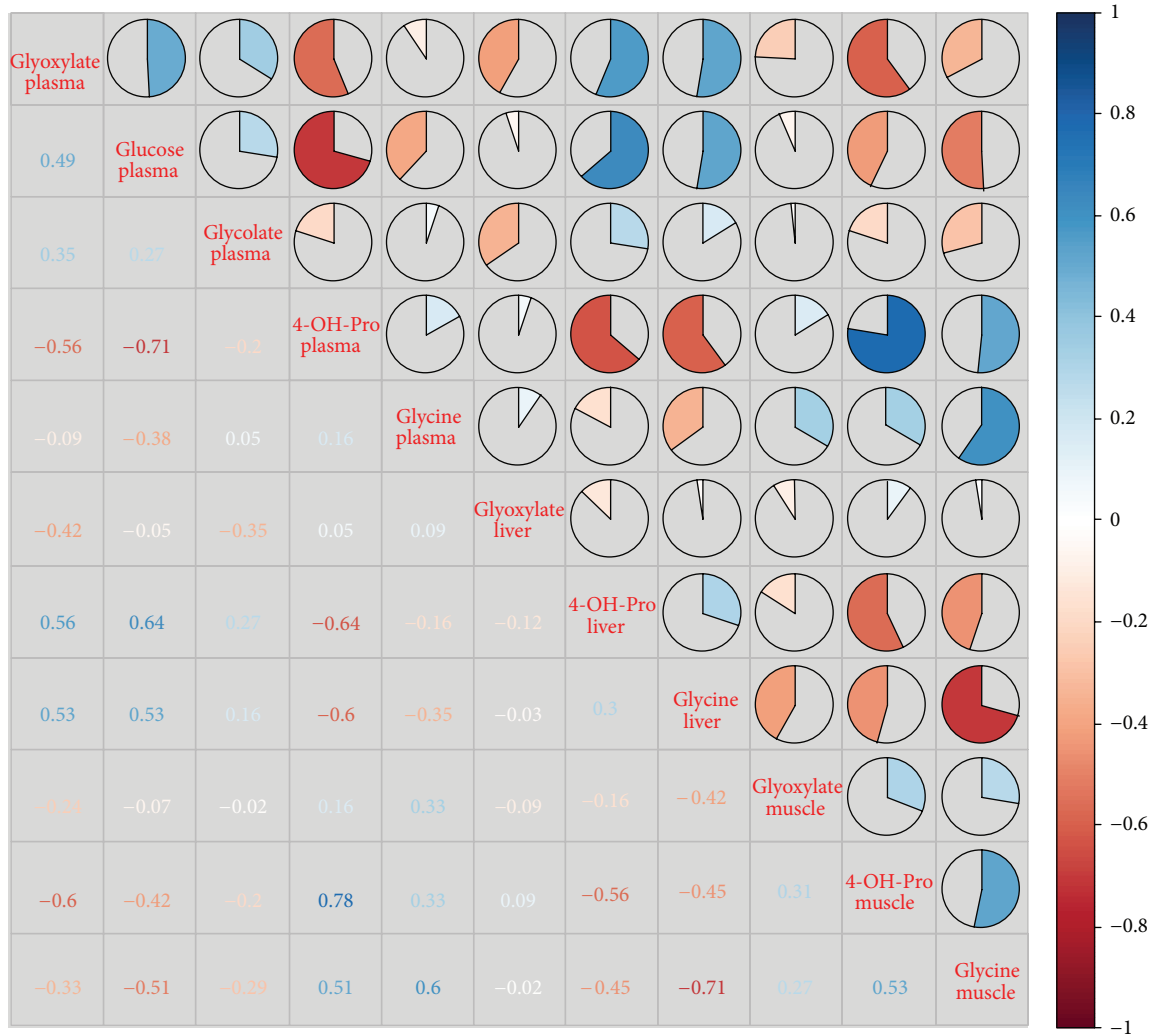 Glyoxylate
plasma
0.49
Glucose
plasma
0.35 0.27
Glycolate
plasma
−0.56 −0.71 −0.2
4-OH-Pro
plasma
−0.09 −0.38 0.05 0.16
Glycine
plasma
−0.42 −0.05 −0.35 0.05 0.09
Glyoxylate
liver
0.56 0.64 0.27 −0.64 −0.16 −0.12
4-OH-Pro
liver
0.53 0.53 0.16 −0.6 −0.35 −0.03 0.3
Glycine
liver
−0.24 −0.07 −0.02 0.16 0.33 −0.09 −0.16 −0.42
Glyoxylate
muscle
−0.6 −0.42 −0.2 0.78 0.33 0.09 −0.56 −0.45 0.31
4-OH-Pro
muscle
−0.33 −0.51 −0.29 0.51 0.6 −0.02 −0.45 −0.71 0.27 0.53
Glycine
muscle
1
0.8
0.6
0.4
0.2
0
−0.2
−0.4
−0.6
−0.8
−1